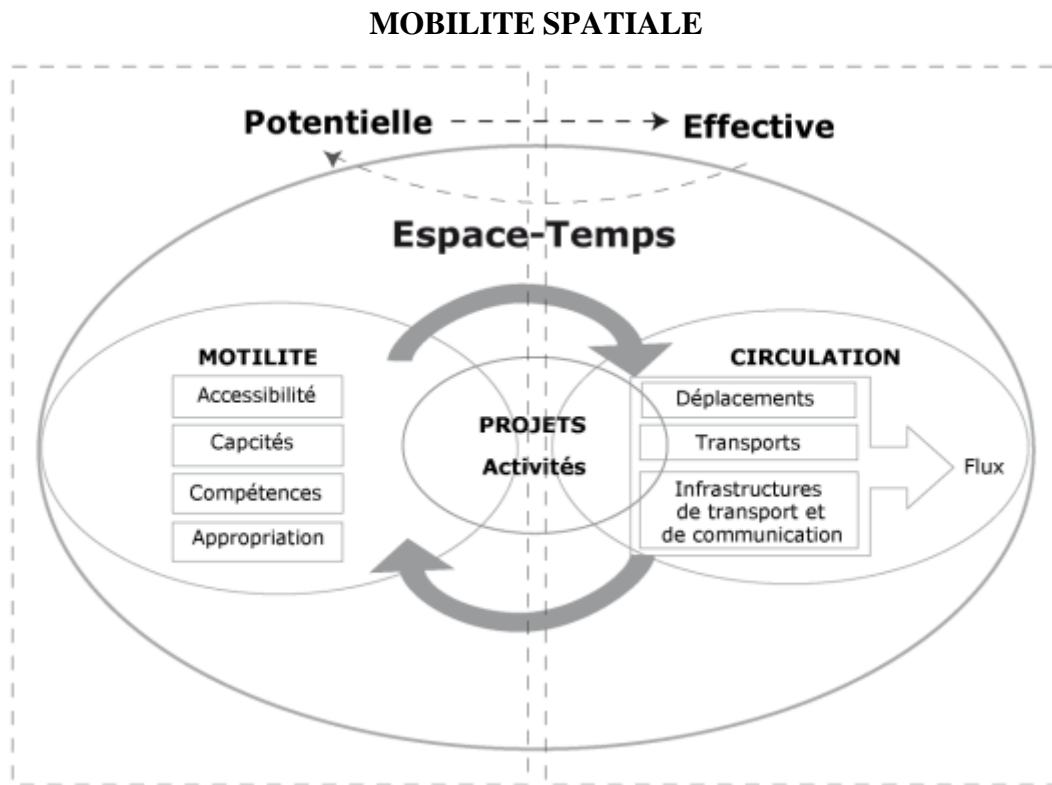 MOBILITE SPATIALE
Potentielle
Effective
Espace-Temps
MOTILITE
Accessibilité
Capcités
Compétences
Appropriation
PROJETS
Activités
CIRCULATION
Déplacements
Transports
Infrastructures
de transport et
de communication
Flux